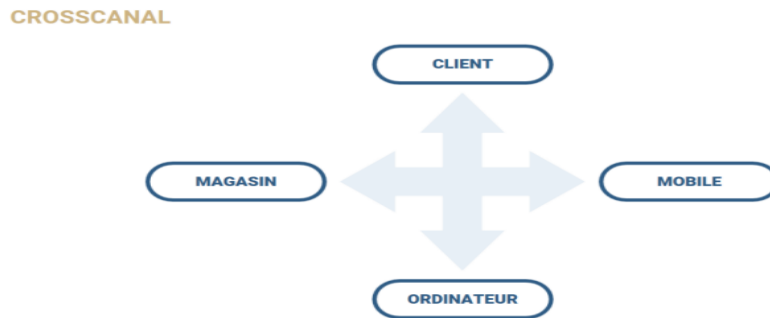 CROSSCANAL
CLIENT
MAGASIN
MOBILE
ORDINATEUR